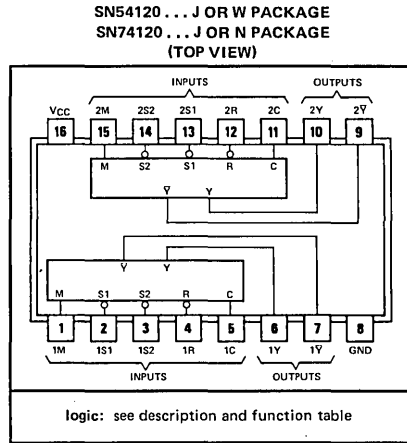 SN54120 . . . J OR W PACKAGE
SN74120 . . . J OR N PACKAGE
(TOP VIEW)
INPUTS OUTPUTS
VCC 2M 2S2 2S1 2R 2C 2Y 2Y̅
16 15 14 13 12 11 10 9
M S2 S1 R C
Y̅ Y
Y̅ Y
M S1 S2 R C
1 2 3 4 5 6 7 8
1M 1S1 1S2 1R 1C 1Y 1Y̅ GND
INPUTS OUTPUTS
logic: see description and function table